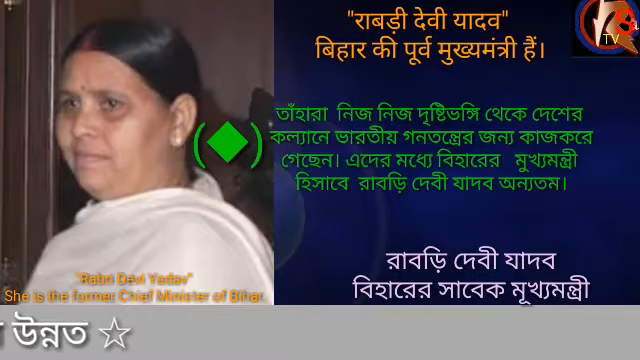 "राबड़ी देवी यादव"
बिहार की पूर्व मुख्यमंत्री हैं।
TV
তাঁহারা নিজ নিজ দৃষ্টিভঙ্গি থেকে দেশের
কল্যানে ভারতীয় গনতন্ত্রের জন্য কাজকরে
গেছেন। এদের মধ্যে বিহারের মুখ্যমন্ত্রী
হিসাবে রাবড়ি দেবী যাদব অন্যতম।
"Rabri Devi Yadav"
She Is the former Chief Minister of Bihar.
রাবড়ি দেবী যাদব
বিহারের সাবেক মূখ্যমন্ত্রী
উন্নত ☆